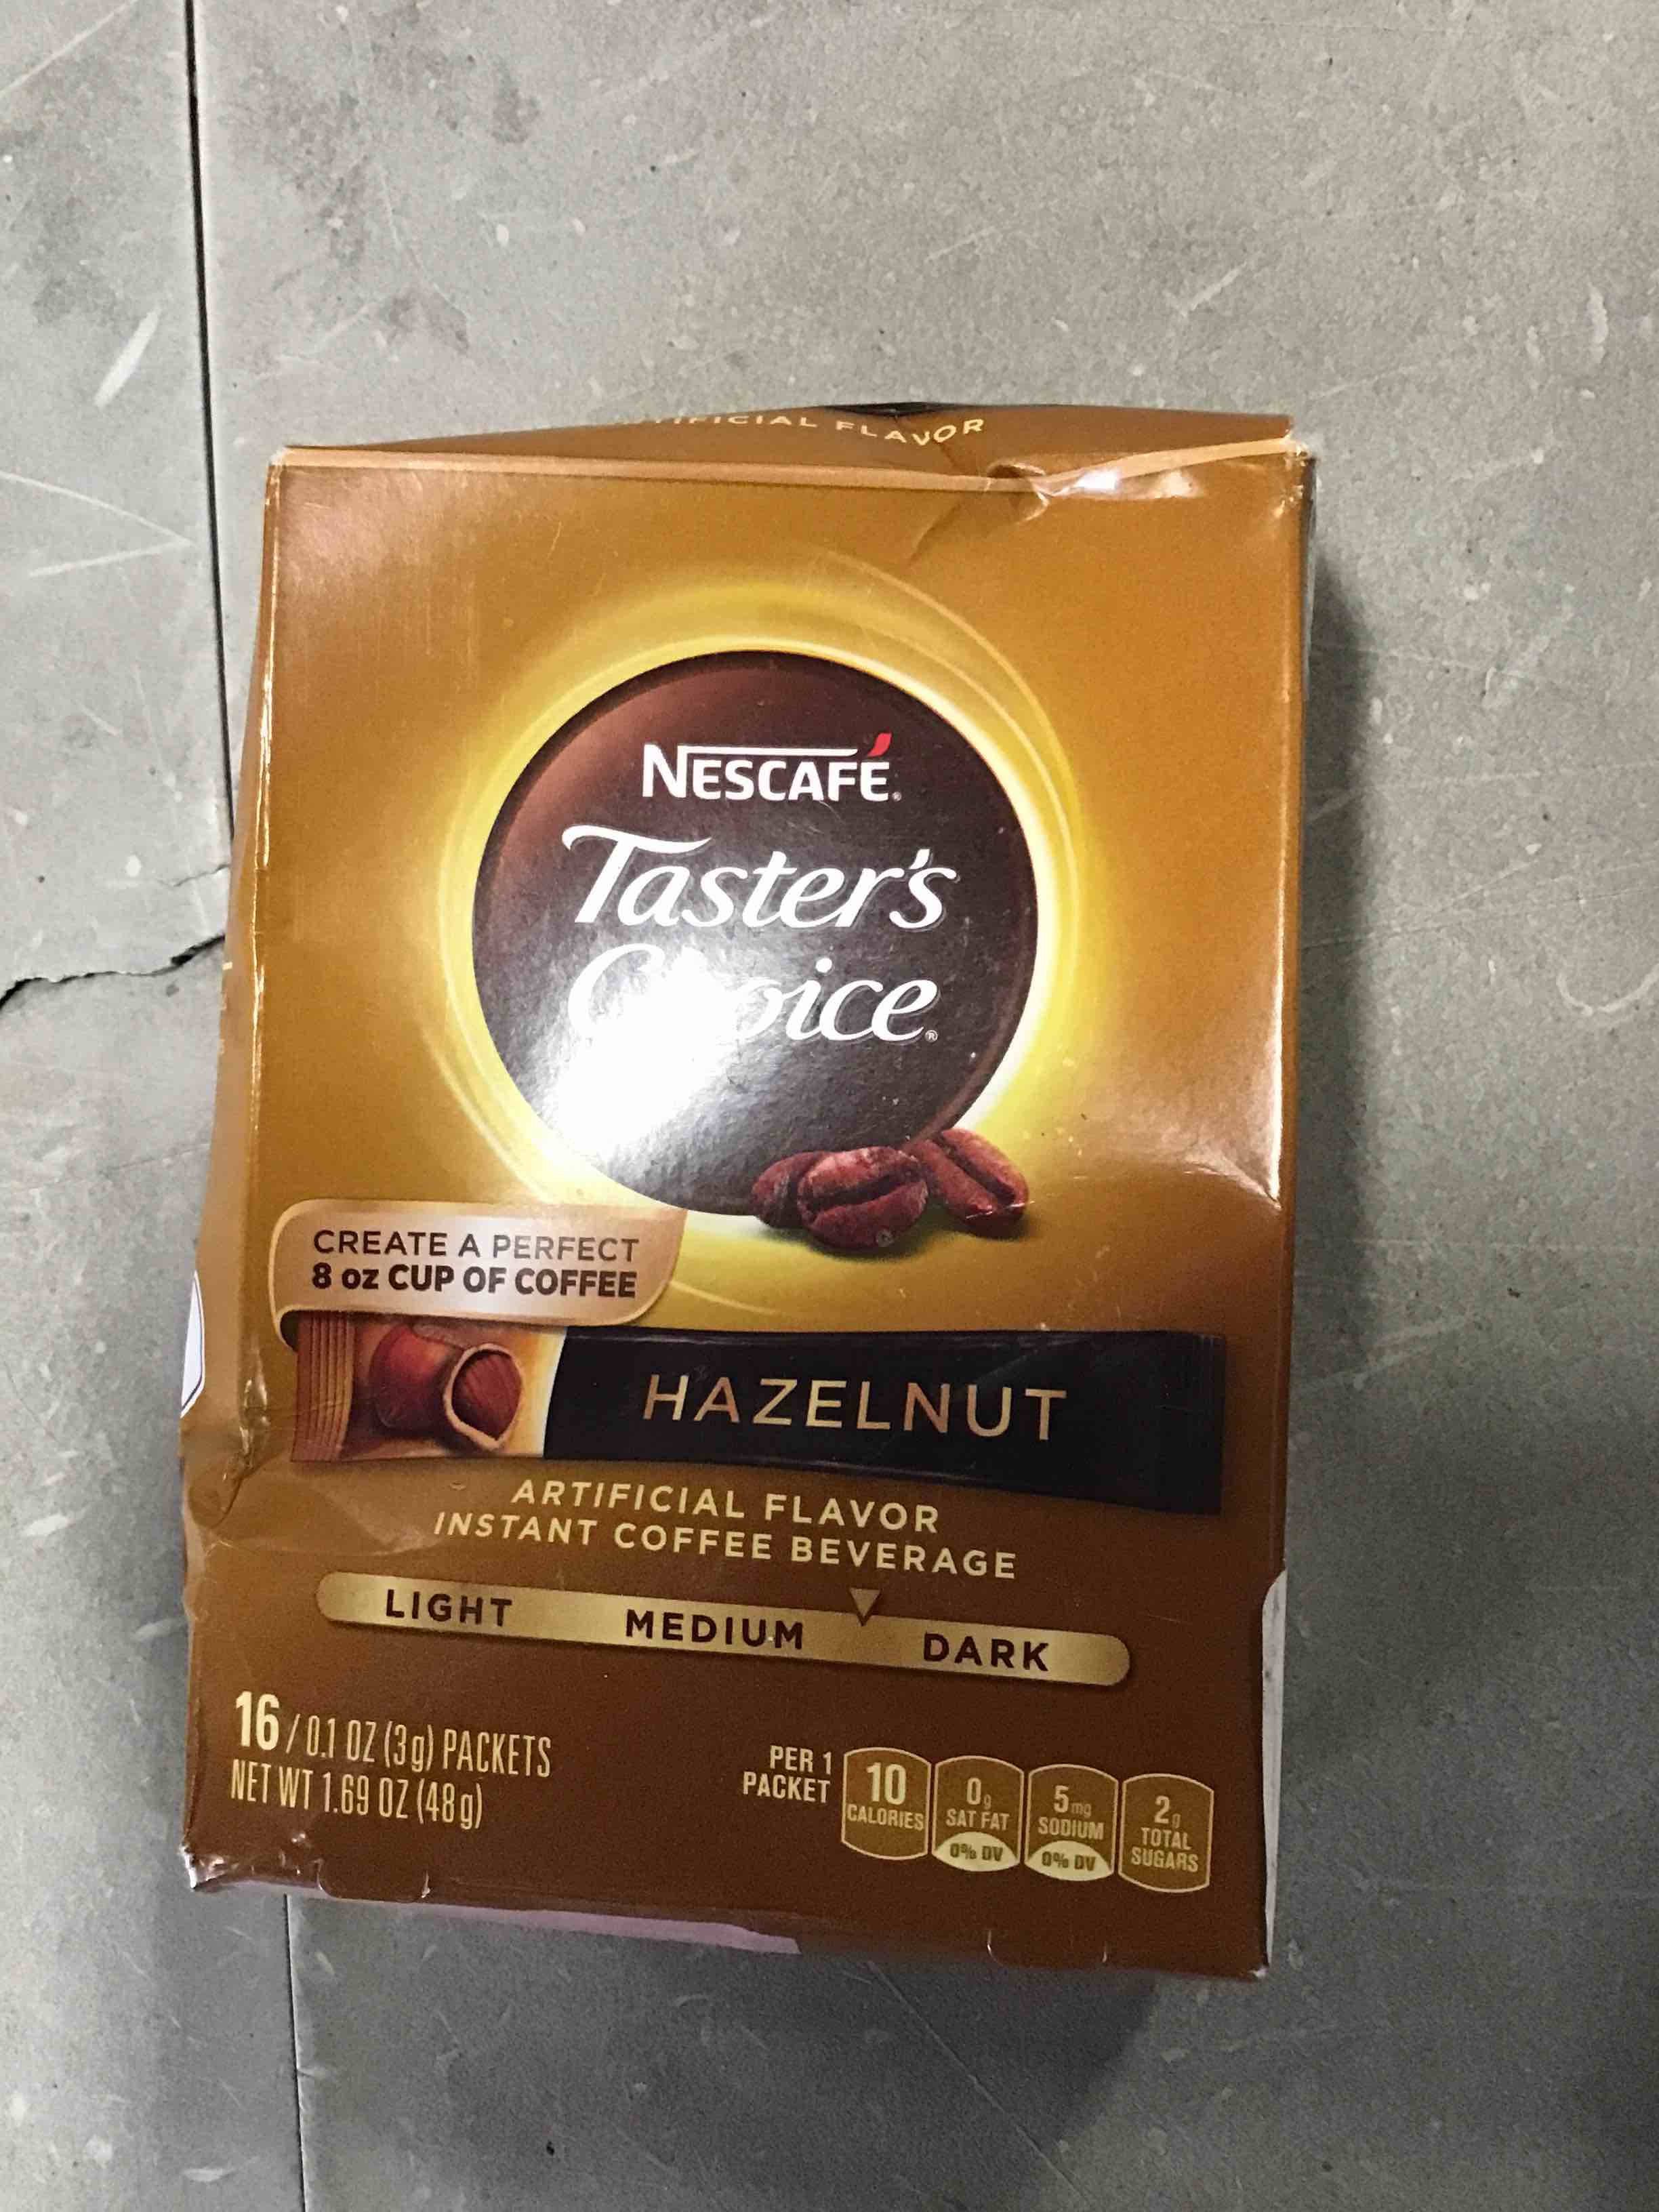 ARTIFICIAL FLAVOR
NESCAFÉ®
Taster's
Choice®
CREATE A PERFECT
8 oz CUP OF COFFEE
HAZELNUT
ARTIFICIAL FLAVOR
INSTANT COFFEE BEVERAGE
LIGHT MEDIUM DARK
16 / 0.1 OZ (3g) PACKETS
NET WT 1.69 OZ (48g)
PER 1
PACKET
10
CALORIES
0g
SAT FAT
0% DV
5mg
SODIUM
0% DV
2g
TOTAL
SUGARS